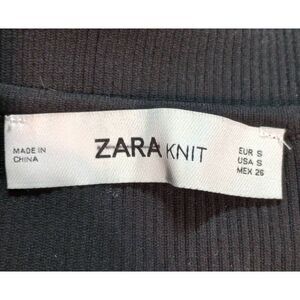 MADE IN
CHINA
ZARA KNIT
EUR S
USA S
MEX 26